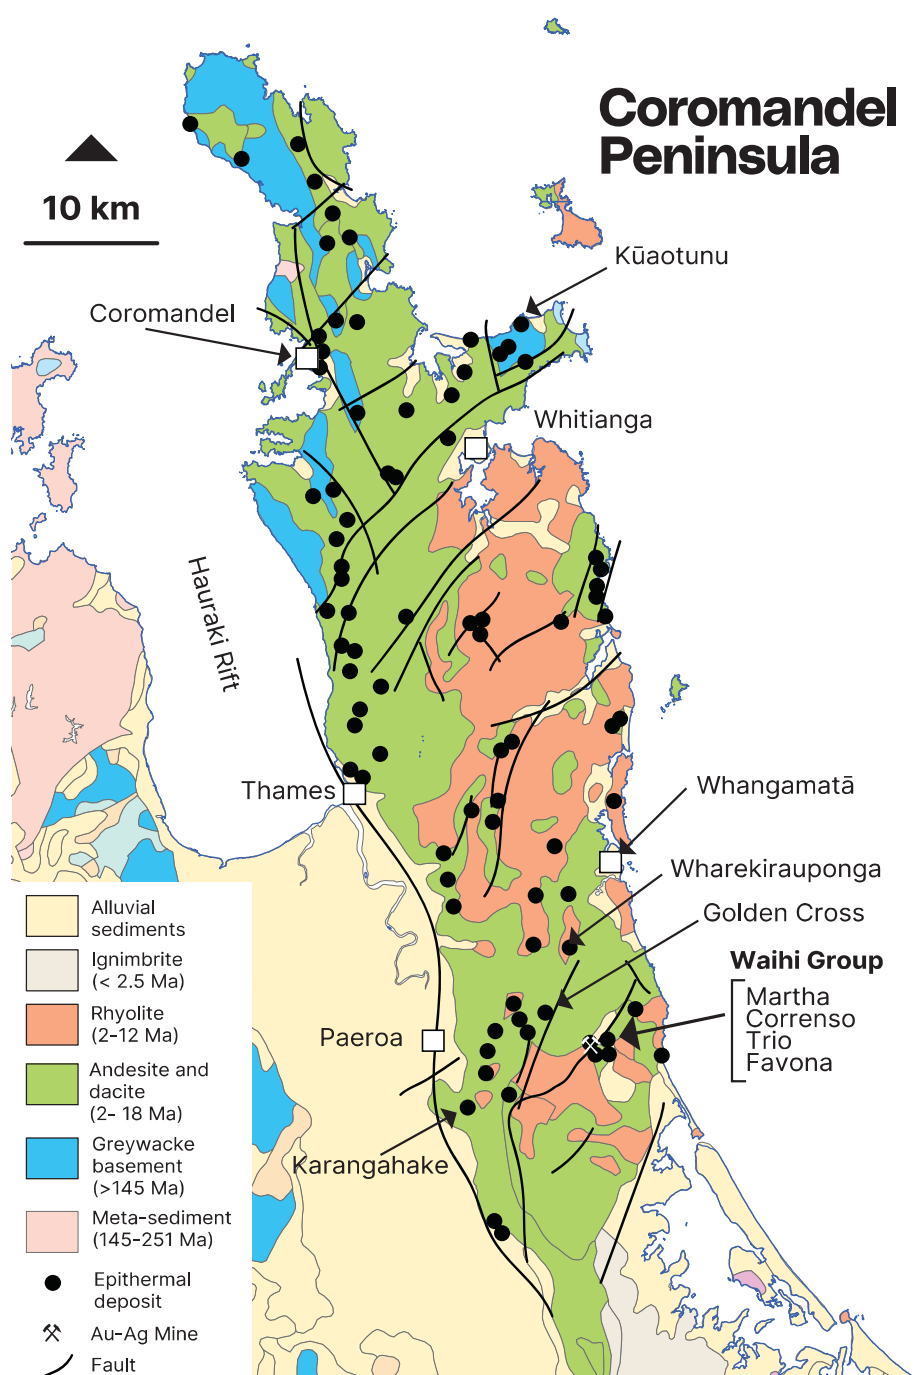 Coromandel
Peninsula
10 km
Kūaotunu
Coromandel
Whitianga
Hauraki Rift
Thames
Whangamatā
Wharekirauponga
Golden Cross
Waihi Group
Martha
Correnso
Trio
Favona
Paeroa
Karangahake
Alluvial
sediments
Ignimbrite
(< 2.5 Ma)
Rhyolite
(2-12 Ma)
Andesite and
dacite
(2- 18 Ma)
Greywacke
basement
(>145 Ma)
Meta-sediment
(145-251 Ma)
Epithermal
deposit
Au-Ag Mine
Fault